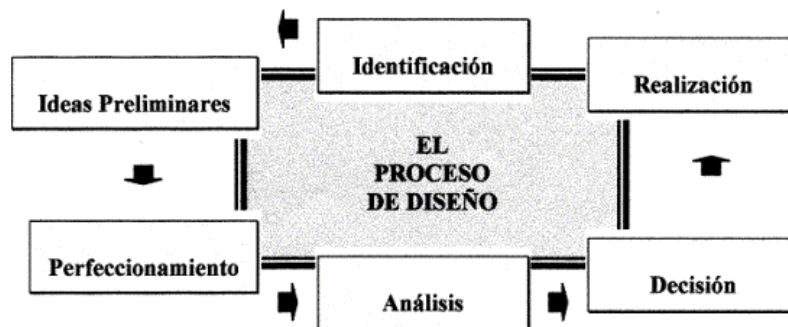 Identificación
Ideas Preliminares
Realización
EL
PROCESO
DE DISEÑO
Perfeccionamiento
Análisis
Decisión